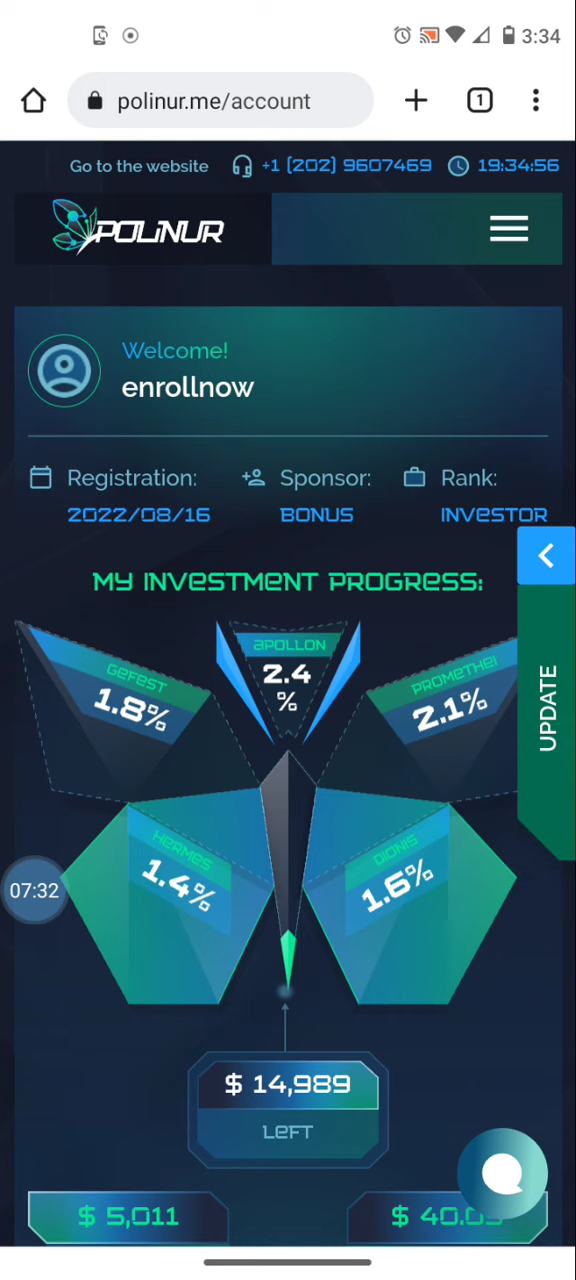 3:34
polinur.me/account
1
Go to the website +1 (202) 9607469 19:34:56
POLINUR
Welcome!
enrollnow
Registration: Sponsor: Rank:
2022/08/16 BONUS INVESTOR
MY INVESTMENT PROGRESS:
APOLLON
2.4
%
GEFEST
1.8%
PROMETHEI
2.1%
UPDATE
HERMES
1.4%
DIONIS
1.6%
07:32
$ 14,989
LEFT
$ 5,011